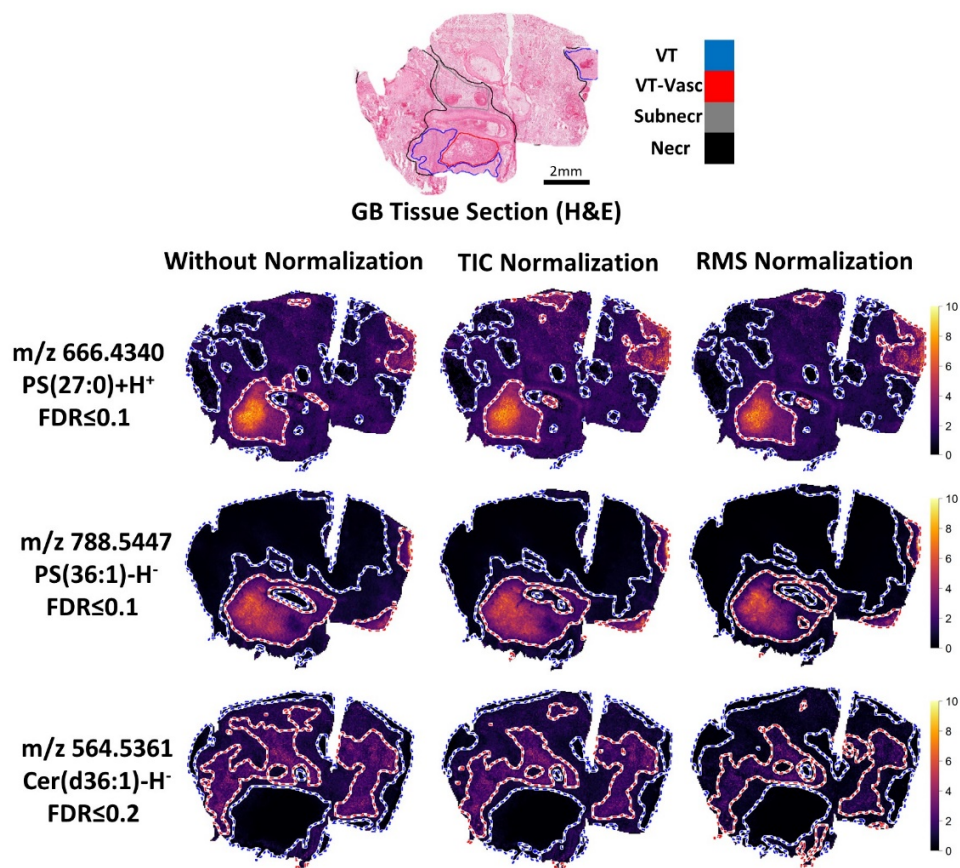 VT
VT-Vasc
Subnecr
Necr
2mm
GB Tissue Section (H&E)
Without Normalization
TIC Normalization
RMS Normalization
m/z 666.4340
PS(27:0)+H⁺
FDR≤0.1
10
8
6
4
2
0
m/z 788.5447
PS(36:1)-H⁻
FDR≤0.1
10
8
6
4
2
0
m/z 564.5361
Cer(d36:1)-H⁻
FDR≤0.2
10
8
6
4
2
0